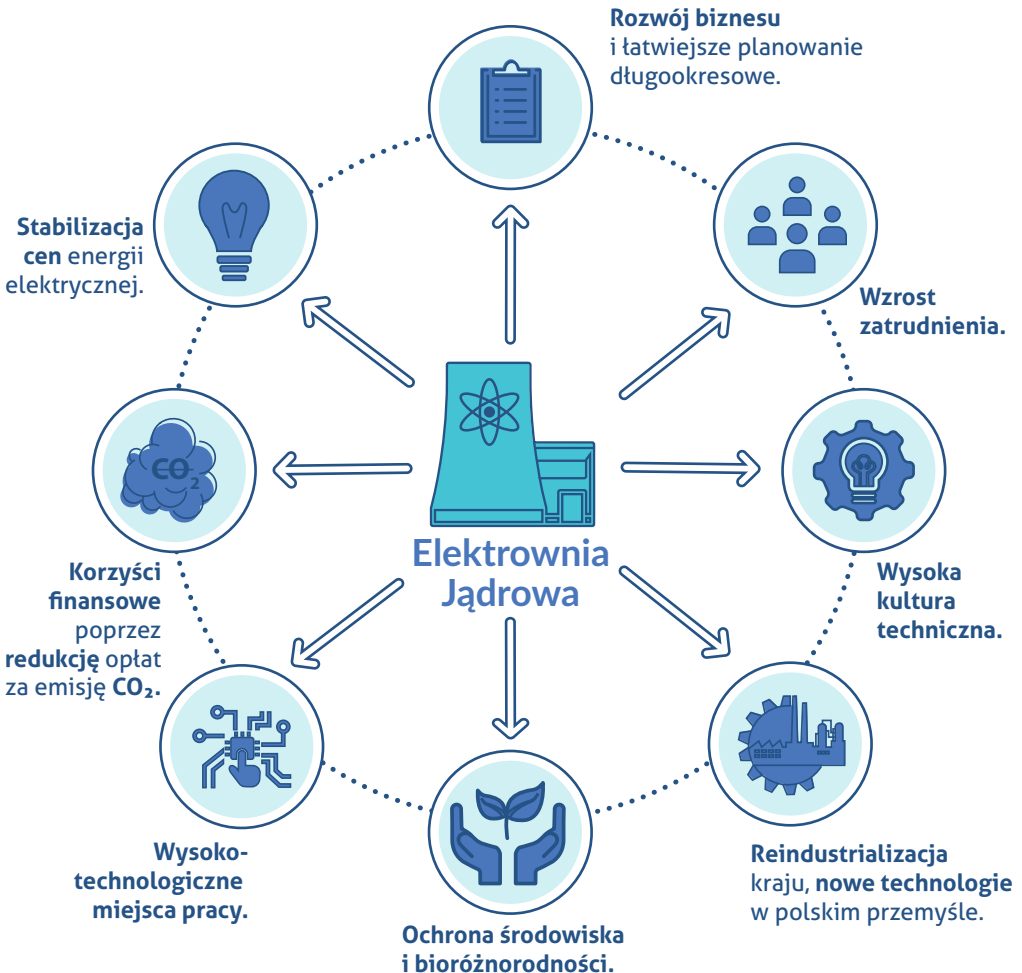 Rozwój biznesu
i łatwiejsze planowanie
długookresowe.
Stabilizacja
cen energii
elektrycznej.
Wzrost
zatrudnienia.
CO₂
Elektrownia
Jądrowa
Korzyści
finansowe
poprzez
redukcję opłat
za emisję CO₂.
Wysoka
kultura
techniczna.
Wysoko-
technologiczne
miejsca pracy.
Reindustrializacja
kraju, nowe technologie
w polskim przemyśle.
Ochrona środowiska
i bioróżnorodności.